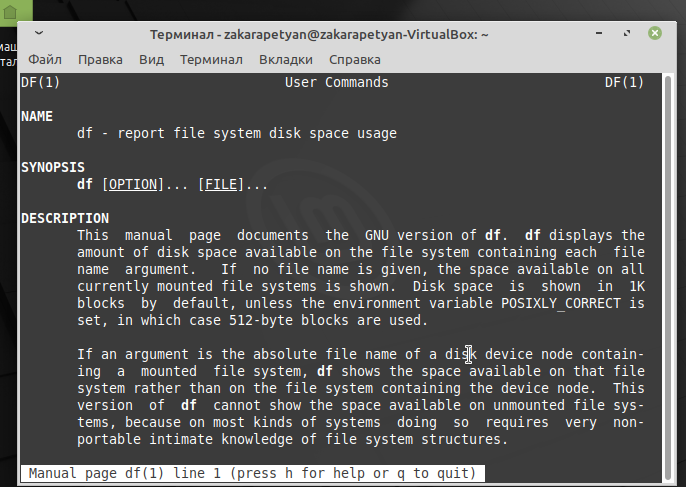 маш
тал
Терминал - zakarapetyan@zakarapetyan-VirtualBox: ~
Файл Правка Вид Терминал Вкладки Справка
DF(1) User Commands DF(1)
NAME
df - report file system disk space usage
SYNOPSIS
df [OPTION]... [FILE]...
DESCRIPTION
This manual page documents the GNU version of df. df displays the
amount of disk space available on the file system containing each file
name argument. If no file name is given, the space available on all
currently mounted file systems is shown. Disk space is shown in 1K
blocks by default, unless the environment variable POSIXLY_CORRECT is
set, in which case 512-byte blocks are used.
If an argument is the absolute file name of a disk device node contain-
ing a mounted file system, df shows the space available on that file
system rather than on the file system containing the device node. This
version of df cannot show the space available on unmounted file sys-
tems, because on most kinds of systems doing so requires very non-
portable intimate knowledge of file system structures.
Manual page df(1) line 1 (press h for help or q to quit)